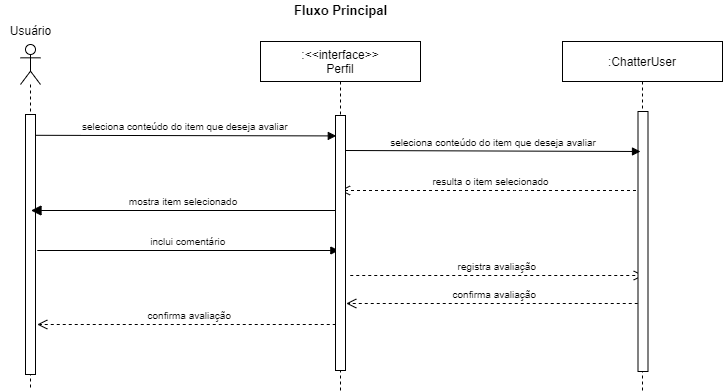 Fluxo Principal
Usuário
:<<interface>>
Perfil
:ChatterUser
seleciona conteúdo do item que deseja avaliar
seleciona conteúdo do item que deseja avaliar
resulta o item selecionado
mostra item selecionado
inclui comentário
registra avaliação
confirma avaliação
confirma avaliação